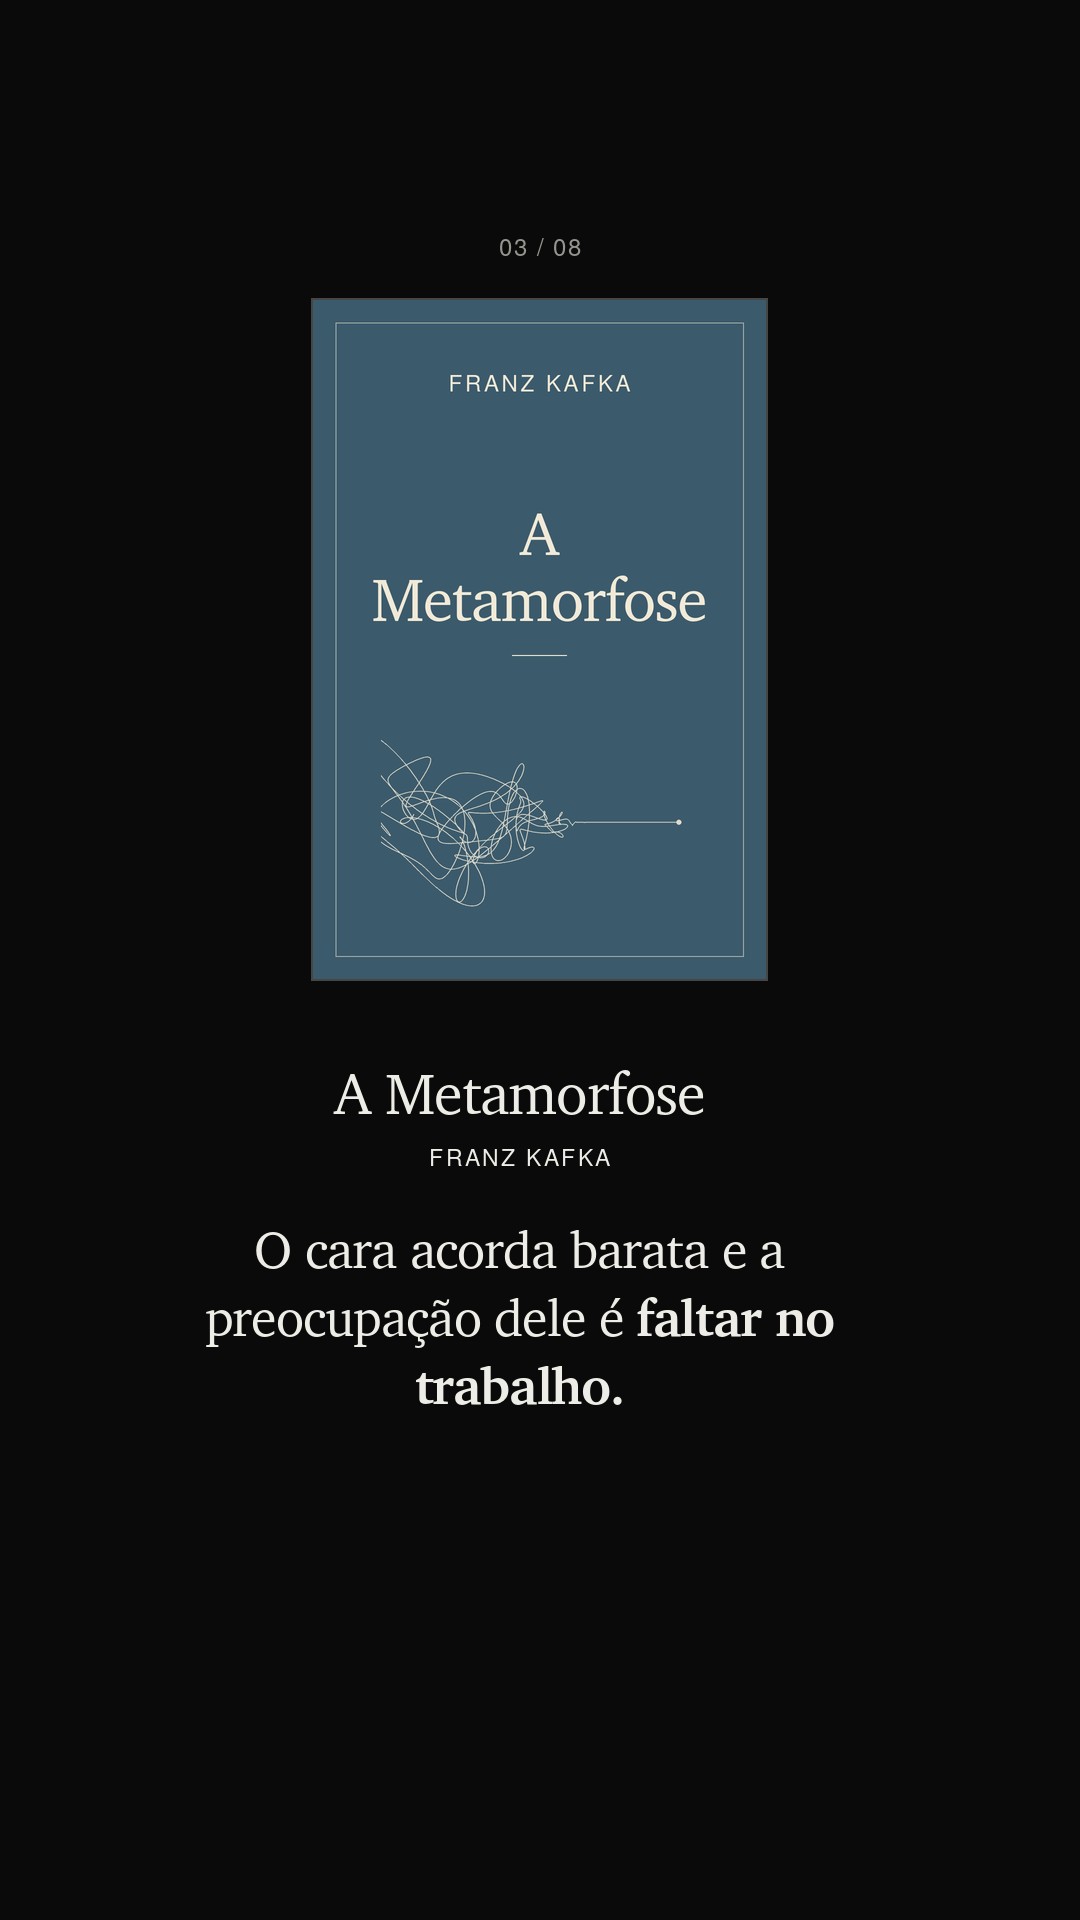 03 / 08
FRANZ KAFKA
A
Metamorfose
A Metamorfose
FRANZ KAFKA
O cara acorda barata e a
preocupação dele é faltar no
trabalho.